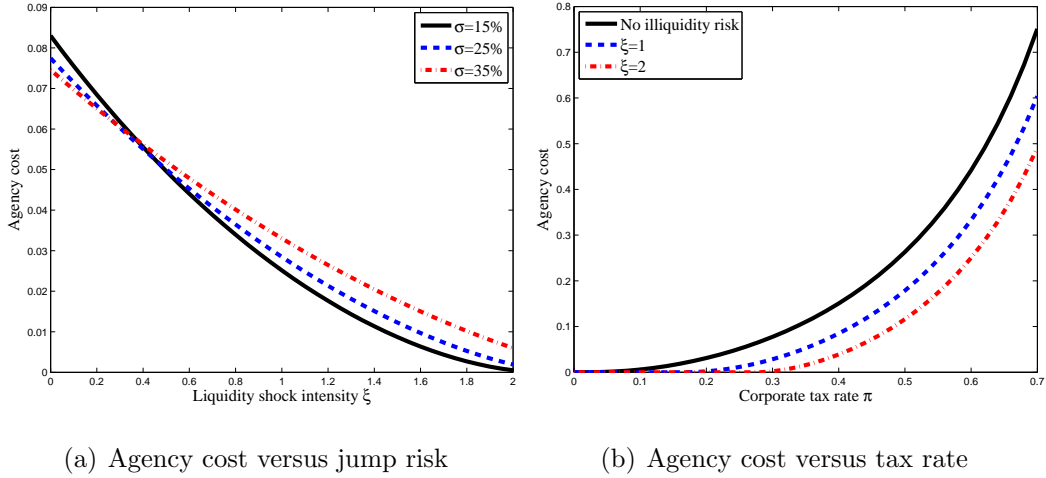 0.09
0.08
0.07
0.06
0.05
0.04
0.03
0.02
0.01
0
Agency cost
σ=15%
σ=25%
σ=35%
0 0.2 0.4 0.6 0.8 1 1.2 1.4 1.6 1.8 2
Liquidity shock intensity ξ
(a) Agency cost versus jump risk
0.8
0.7
0.6
0.5
0.4
0.3
0.2
0.1
0
Agency cost
No illiquidity risk
ξ=1
ξ=2
0 0.1 0.2 0.3 0.4 0.5 0.6 0.7
Corporate tax rate π
(b) Agency cost versus tax rate